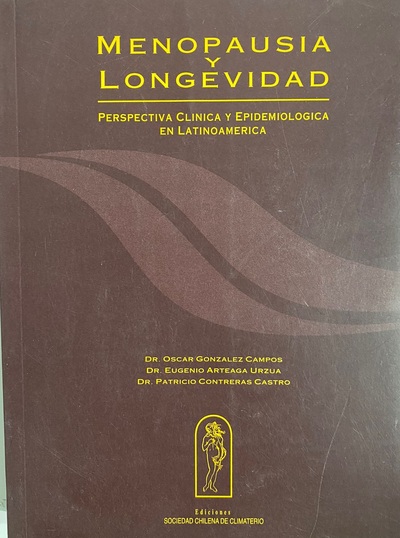 MENOPAUSIA
Y
LONGEVIDAD
PERSPECTIVA CLINICA Y EPIDEMIOLOGICA
EN LATINOAMERICA
DR. OSCAR GONZALEZ CAMPOS
DR. EUGENIO ARTEAGA URZUA
DR. PATRICIO CONTRERAS CASTRO
Ediciones
SOCIEDAD CHILENA DE CLIMATERIO